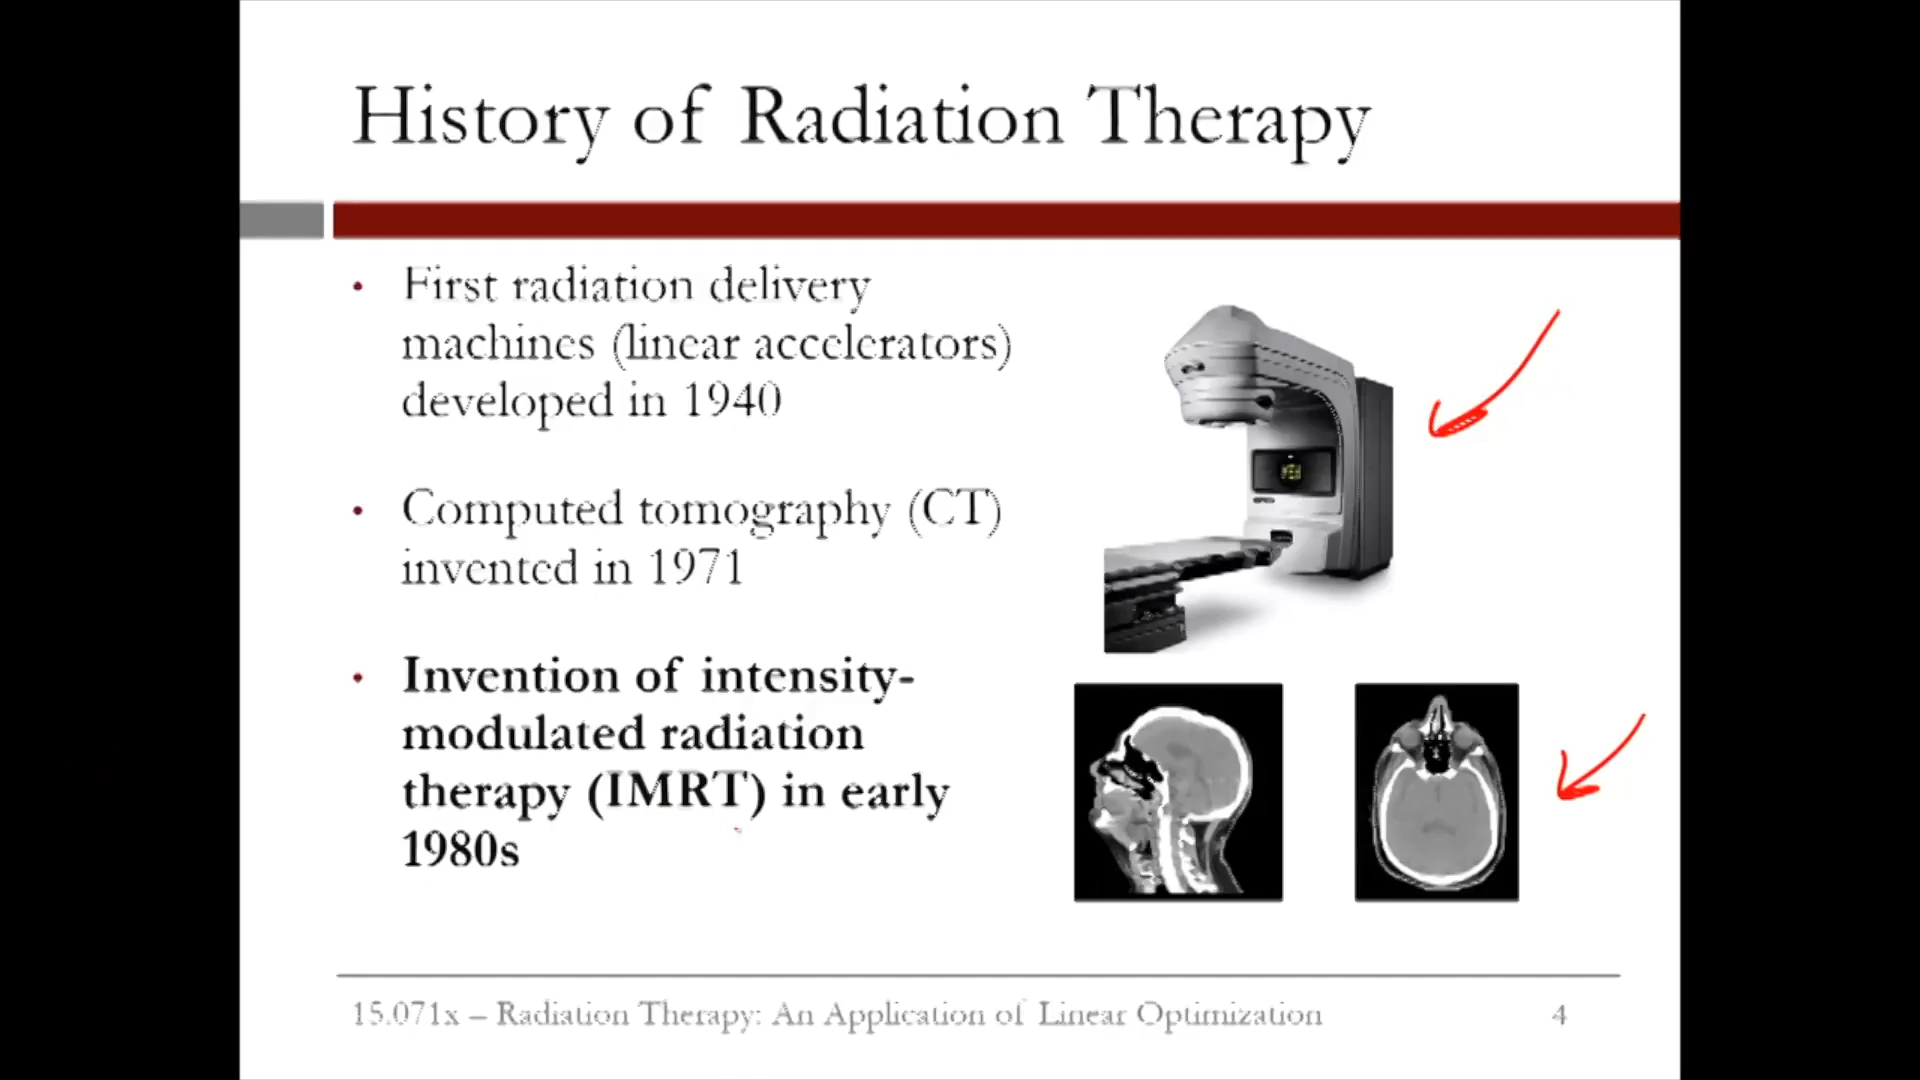 History of Radiation Therapy
• First radiation delivery
machines (linear accelerators)
developed in 1940
• Computed tomography (CT)
invented in 1971
• Invention of intensity-
modulated radiation
therapy (IMRT) in early
1980s
15.071x – Radiation Therapy: An Application of Linear Optimization 4